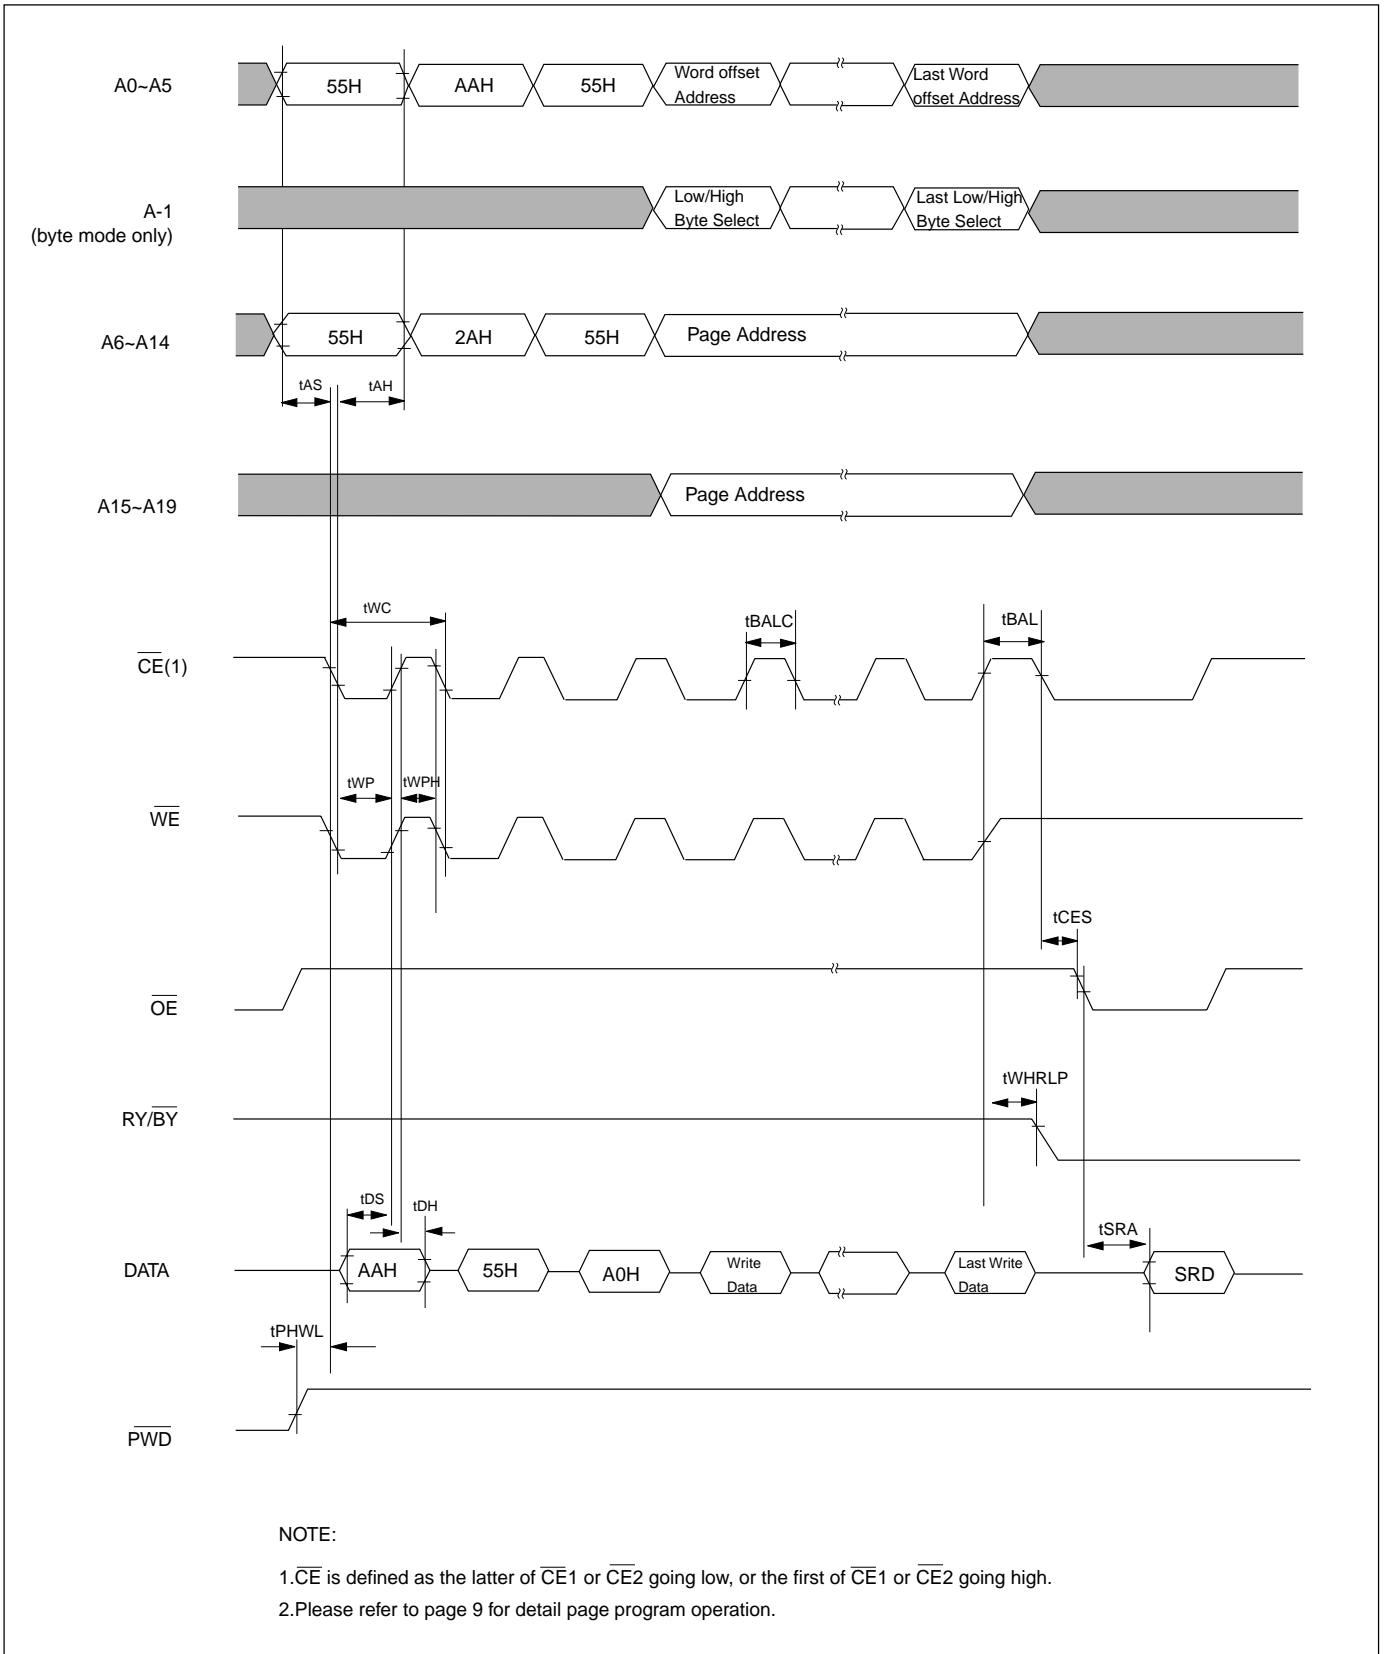 A0~A5
55H
AAH
55H
Word offset
Address
Last Word
offset Address
A-1
(byte mode only)
Low/High
Byte Select
Last Low/High
Byte Select
A6~A14
55H
2AH
55H
Page Address
tAS
tAH
A15~A19
Page Address
tWC
tBALC
tBAL
CE(1)
tWP
tWPH
WE
tCES
OE
tWHRLP
RY/BY
tDS
tDH
tSRA
DATA
AAH
55H
A0H
Write
Data
Last Write
Data
SRD
tPHWL
PWD
NOTE:
1.CE is defined as the latter of CE1 or CE2 going low, or the first of CE1 or CE2 going high.
2.Please refer to page 9 for detail page program operation.